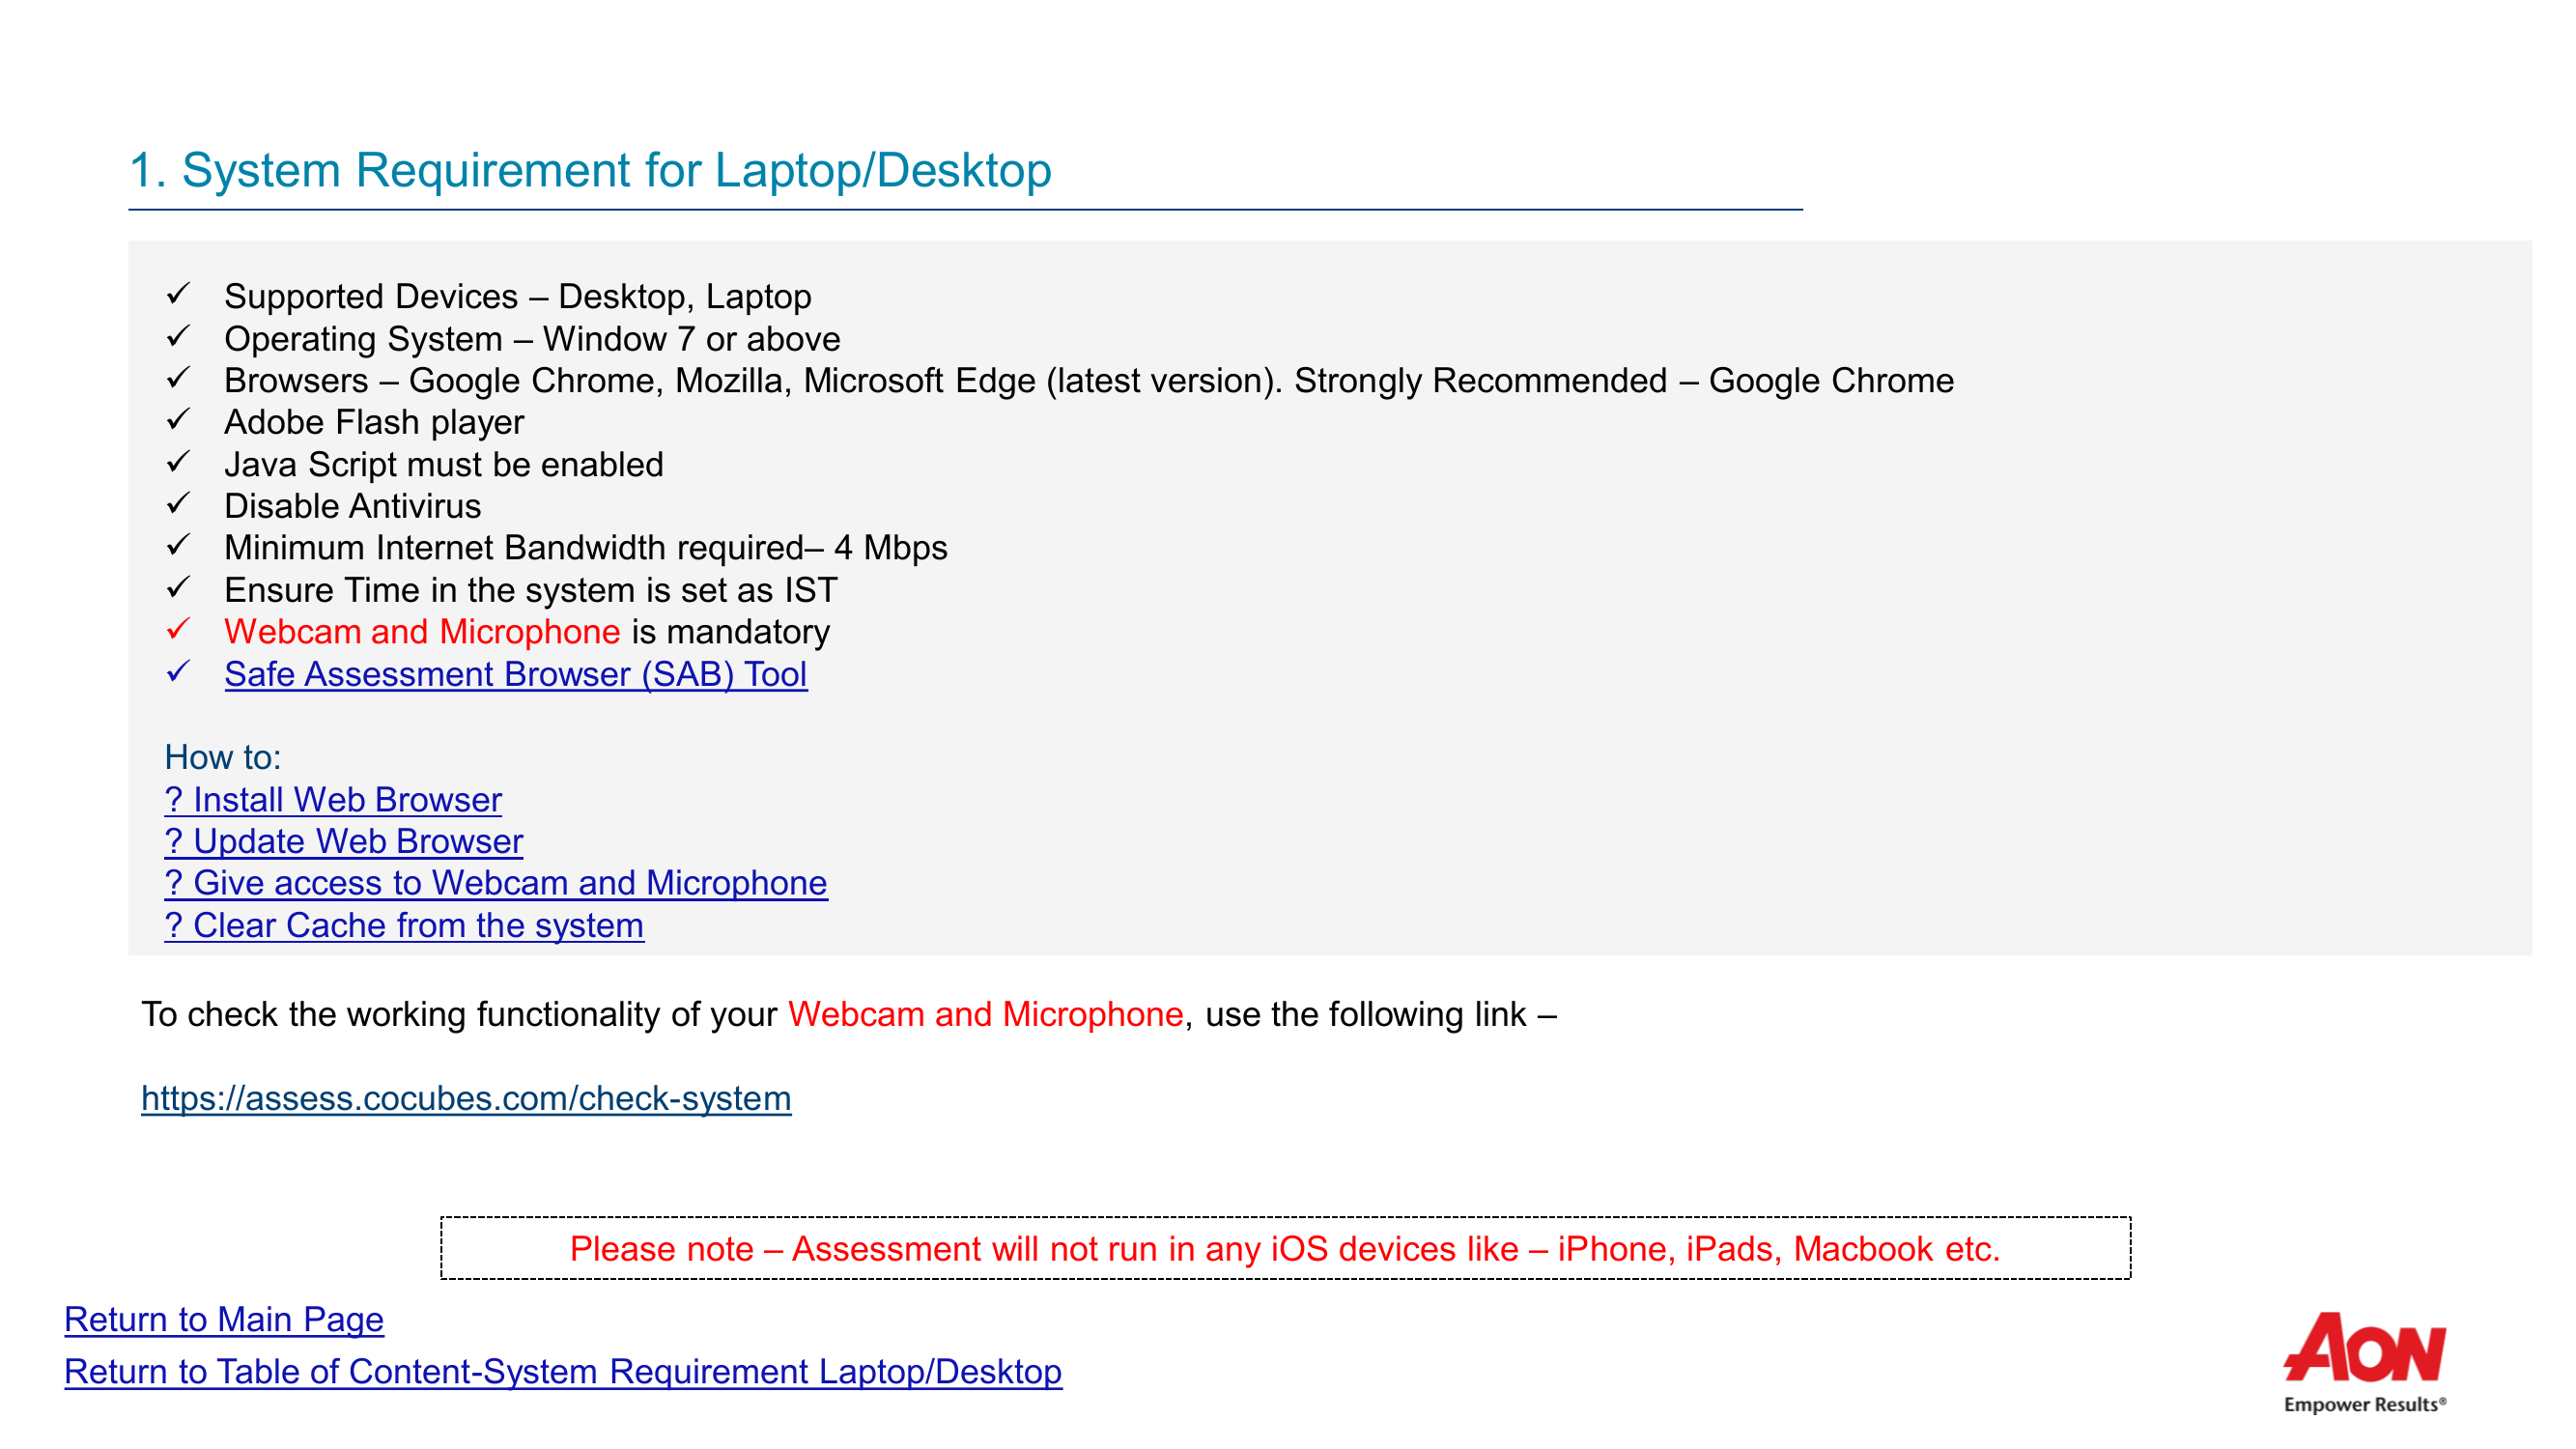 1. System Requirement for Laptop/Desktop
✓ Supported Devices – Desktop, Laptop
✓ Operating System – Window 7 or above
✓ Browsers – Google Chrome, Mozilla, Microsoft Edge (latest version). Strongly Recommended – Google Chrome
✓ Adobe Flash player
✓ Java Script must be enabled
✓ Disable Antivirus
✓ Minimum Internet Bandwidth required– 4 Mbps
✓ Ensure Time in the system is set as IST
✓ Webcam and Microphone is mandatory
✓ Safe Assessment Browser (SAB) Tool
How to:
? Install Web Browser
? Update Web Browser
? Give access to Webcam and Microphone
? Clear Cache from the system
To check the working functionality of your Webcam and Microphone, use the following link –
https://assess.cocubes.com/check-system
Please note – Assessment will not run in any iOS devices like – iPhone, iPads, Macbook etc.
Return to Main Page
Return to Table of Content-System Requirement Laptop/Desktop
AON
Empower Results®